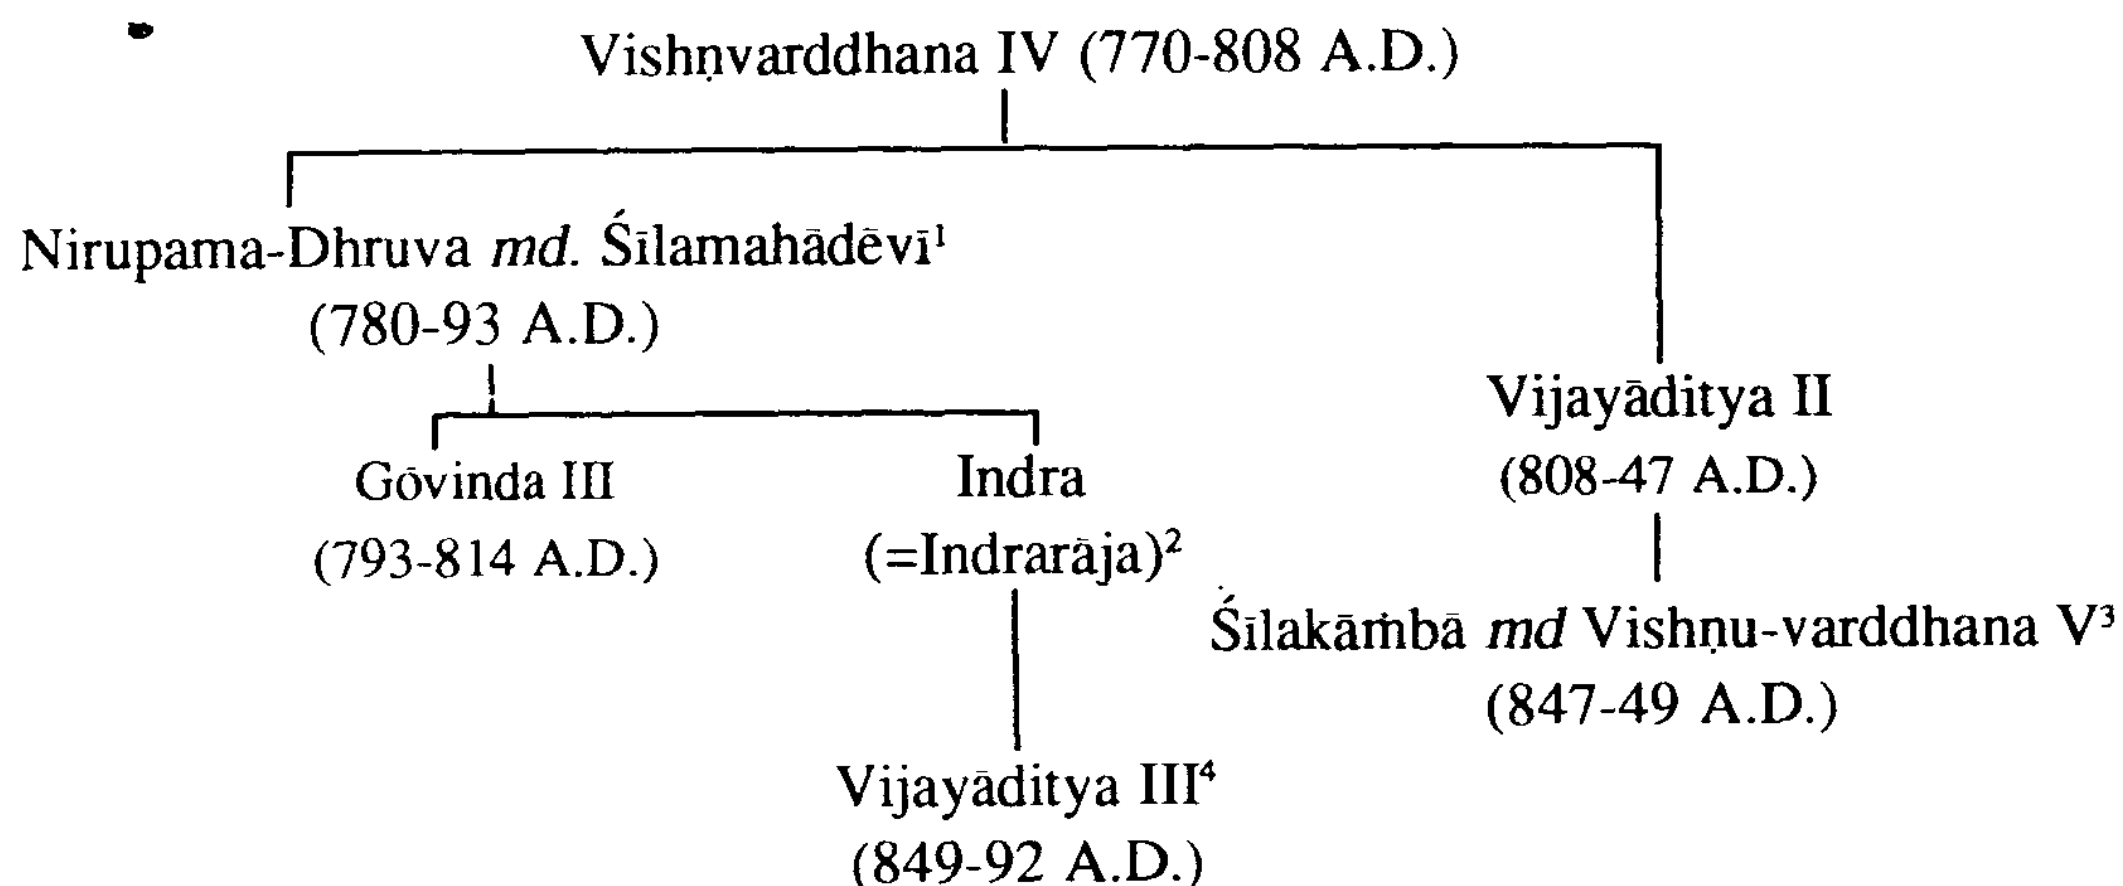 Vishṇvarddhana IV (770-808 A.D.)
Nirupama-Dhruva md. Śīlamahādēvī¹
(780-93 A.D.)
Vijayāditya II
(808-47 A.D.)
Gōvinda III
(793-814 A.D.)
Indra
(=Indrarāja)²
Śīlakāṁbā md Vishṇu-varddhana V³
(847-49 A.D.)
Vijayāditya III⁴
(849-92 A.D.)